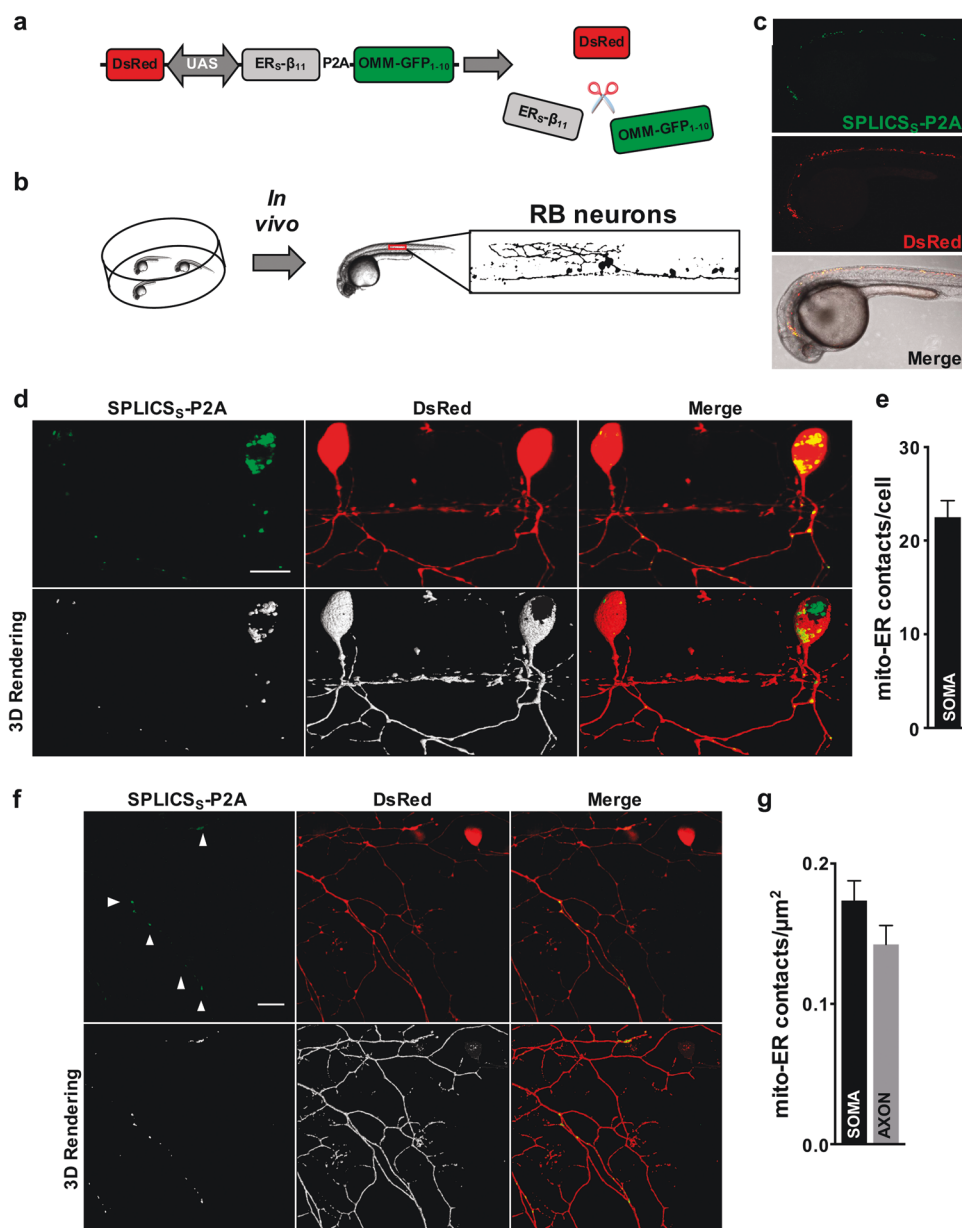 a
DsRed UAS ERS-β11 P2A OMM-GFP1-10
DsRed
ERS-β11
OMM-GFP1-10
b
In
vivo
RB neurons
c
SPLICSS-P2A
DsRed
Merge
d
SPLICSS-P2A DsRed Merge
3D Rendering
e
mito-ER contacts/cell
30
20
10
0
SOMA
f
SPLICSS-P2A DsRed Merge
3D Rendering
g
mito-ER contacts/µm2
0.2
0.1
0.0
SOMA
AXON